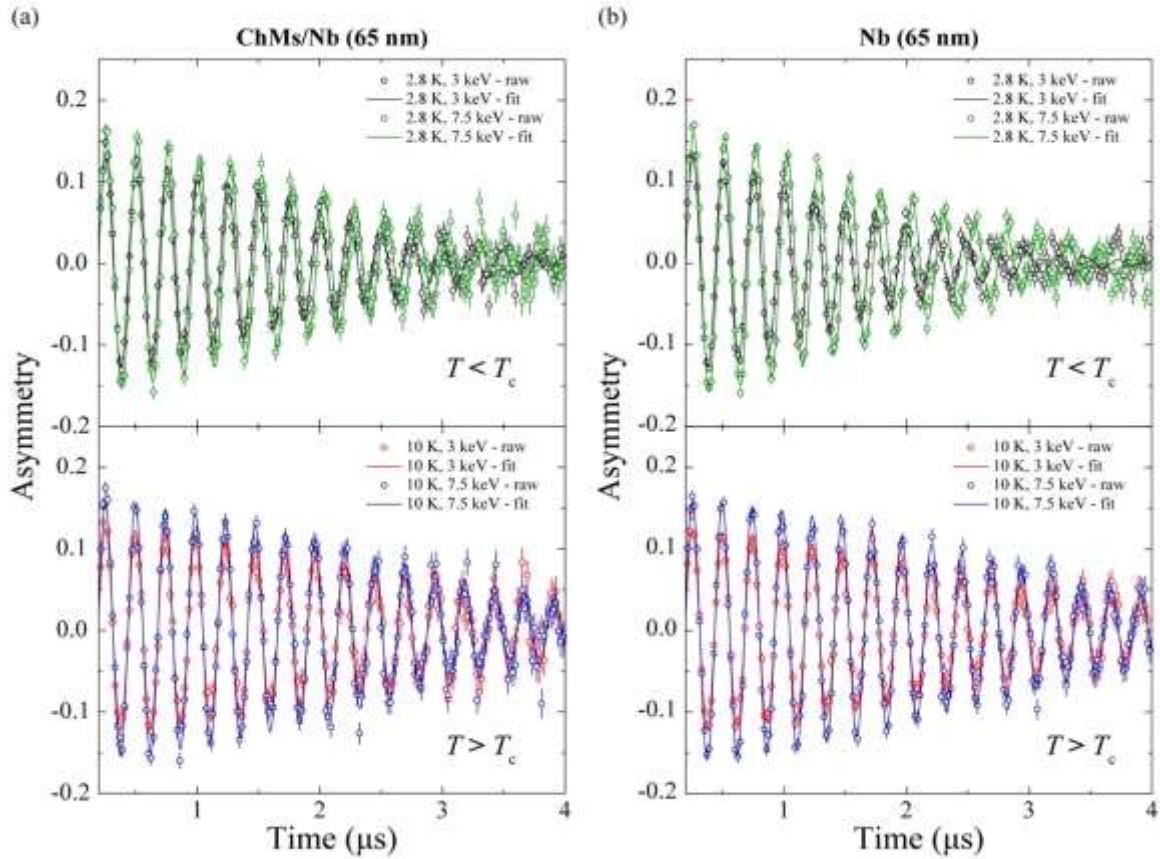 (a)
ChMs/Nb (65 nm)
2.8 K, 3 keV - raw
2.8 K, 3 keV - fit
2.8 K, 7.5 keV - raw
2.8 K, 7.5 keV - fit
0.2
0.1
0.0
-0.1
-0.2
T < Tc
10 K, 3 keV - raw
10 K, 3 keV - fit
10 K, 7.5 keV - raw
10 K, 7.5 keV - fit
0.2
0.1
0.0
-0.1
-0.2
T > Tc
Asymmetry
1 2 3 4
Time (μs)
(b)
Nb (65 nm)
2.8 K, 3 keV - raw
2.8 K, 3 keV - fit
2.8 K, 7.5 keV - raw
2.8 K, 7.5 keV - fit
0.2
0.1
0.0
-0.1
-0.2
T < Tc
10 K, 3 keV - raw
10 K, 3 keV - fit
10 K, 7.5 keV - raw
10 K, 7.5 keV - fit
0.2
0.1
0.0
-0.1
-0.2
T > Tc
Asymmetry
1 2 3 4
Time (μs)